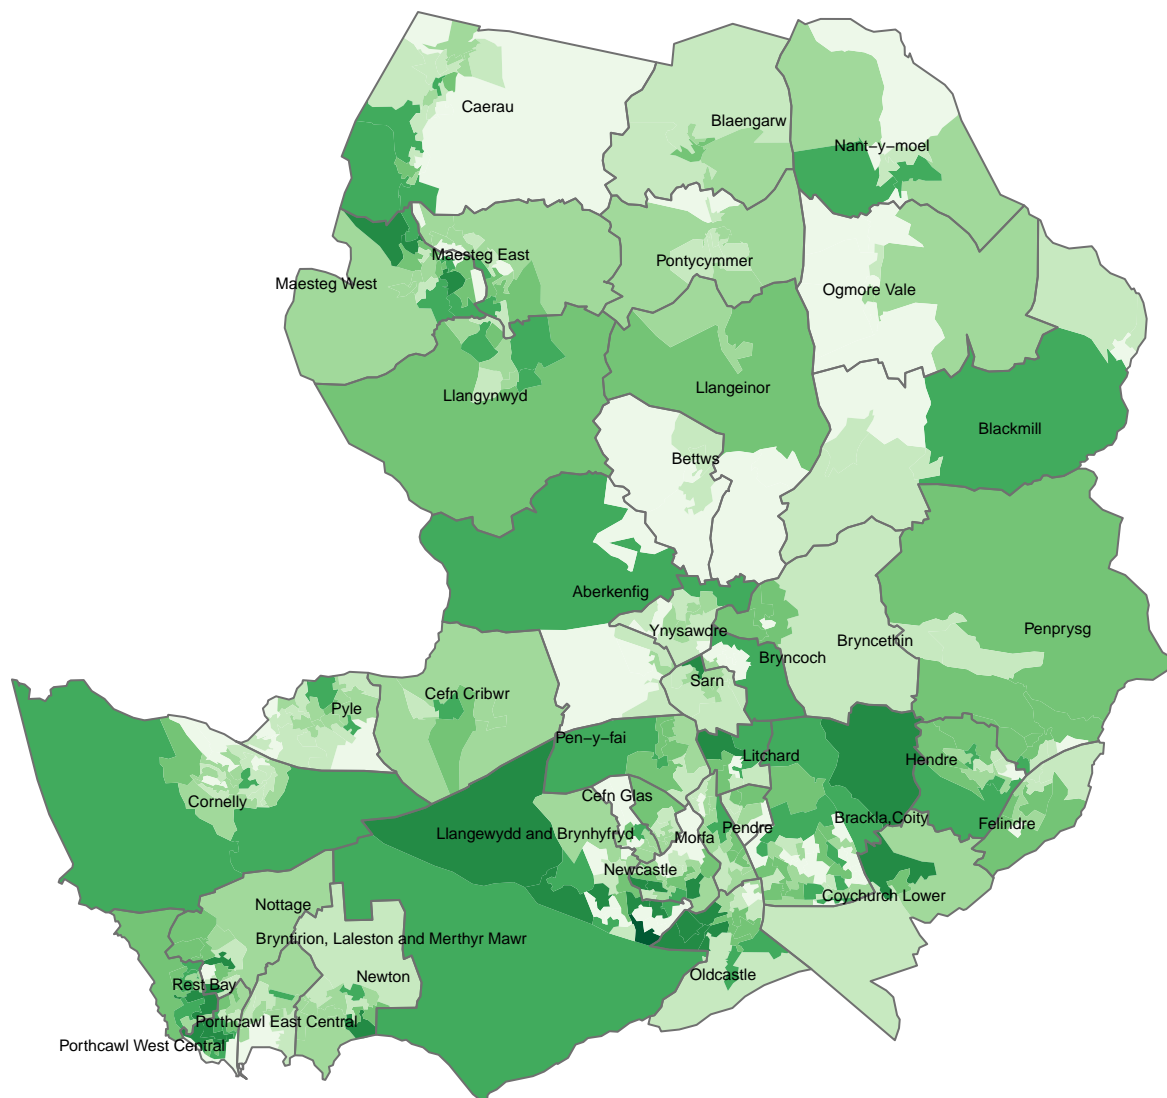 Caerau
Blaengarw
Nant−y−moel
Maesteg East
Pontycymmer
Maesteg West
Ogmore Vale
Llangeinor
Llangynwyd
Blackmill
Bettws
Aberkenfig
Ynysawdre
Penprysg
Bryncethin
Bryncoch
Sarn
Cefn Cribwr
Pyle
Pen−y−fai
Litchard
Hendre
Cefn Glas
Cornelly
Brackla,Coity
Felindre
Pendre
Llangewydd and Brynhyfryd
Morfa
Newcastle
Coychurch Lower
Nottage
Bryntirion, Laleston and Merthyr Mawr
Oldcastle
Newton
Rest Bay
Porthcawl East Central
Porthcawl West Central